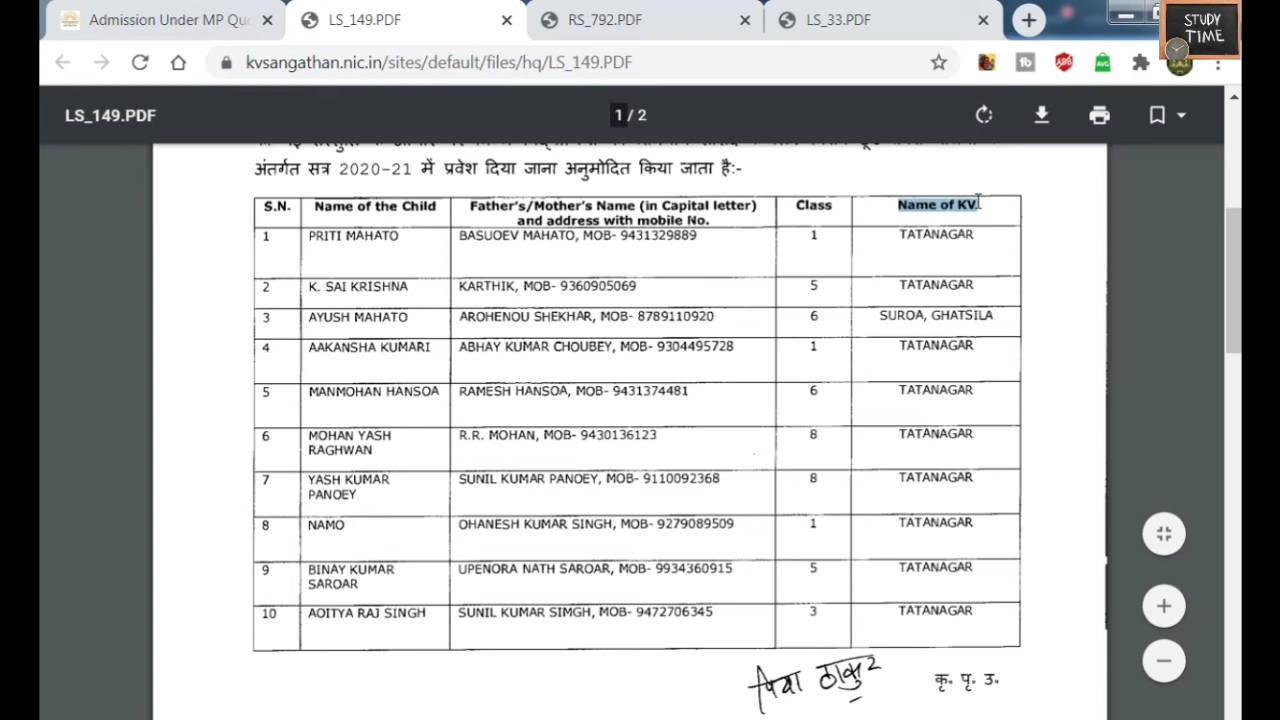 Admission Under MP Quo
LS_149.PDF
RS_792.PDF
LS_33.PDF
STUDY
TIME
kvsangathan.nic.in/sites/default/files/hq/LS_149.PDF
LS_149.PDF
1 / 2
अंतर्गत सत्र 2020-21 में प्रवेश दिया जाना अनुमोदित किया जाता है:-
S.N. Name of the Child Father's/Mother's Name (in Capital letter) Class Name of KV.
and address with mobile No.
1 PRITI MAHATO BASUOEV MAHATO, MOB- 9431329889 1 TATANAGAR
2 K. SAI KRISHNA KARTHIK, MOB- 9360905069 5 TATANAGAR
3 AYUSH MAHATO AROHENOU SHEKHAR, MOB- 8789110920 6 SUROA, GHATSILA
4 AAKANSHA KUMARI ABHAY KUMAR CHOUBEY, MOB- 9304495728 1 TATANAGAR
5 MANMOHAN HANSOA RAMESH HANSOA, MOB- 9431374481 6 TATANAGAR
6 MOHAN YASH R.R. MOHAN, MOB- 9430136123 8 TATANAGAR
RAGHWAN
7 YASH KUMAR SUNIL KUMAR PANOEY, MOB- 9110092368 8 TATANAGAR
PANOEY
8 NAMO OHANESH KUMAR SINGH, MOB- 9279089509 1 TATANAGAR
9 BINAY KUMAR UPENORA NATH SAROAR, MOB- 9934360915 5 TATANAGAR
SAROAR
10 AOITYA RAJ SINGH SUNIL KUMAR SIMGH, MOB- 9472706345 3 TATANAGAR
कृ. पृ. उ.